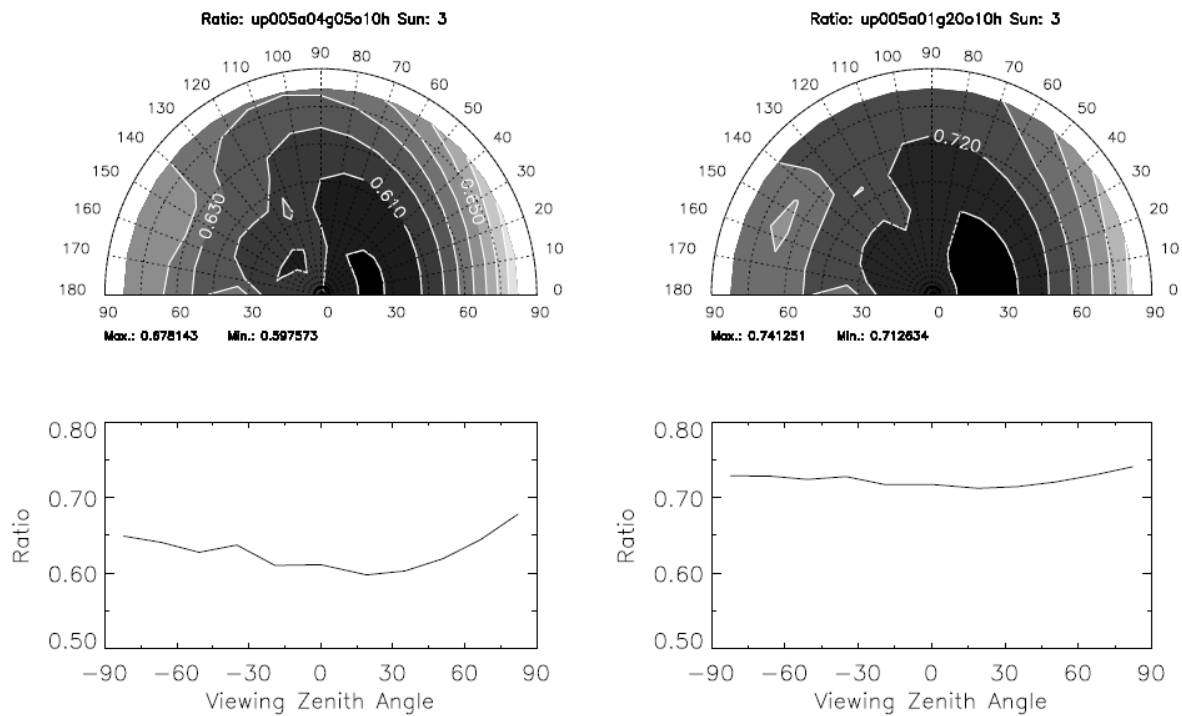 Ratio: up005a04g05o10h Sun: 3
90
100 80
110 70
120 60
130 50
140 40
150 30
160 20
170 10
180 0
0.630 0.610 0.650
90 60 30 0 30 60 90
Max.: 0.678143 Min.: 0.597573
Ratio: up005a01g20o10h Sun: 3
90
100 80
110 70
120 60
130 50
140 40
150 30
160 20
170 10
180 0
0.720
90 60 30 0 30 60 90
Max.: 0.741251 Min.: 0.712634
0.80
0.70
0.60
0.50
Ratio
−90 −60 −30 0 30 60 90
Viewing Zenith Angle
0.80
0.70
0.60
0.50
Ratio
−90 −60 −30 0 30 60 90
Viewing Zenith Angle